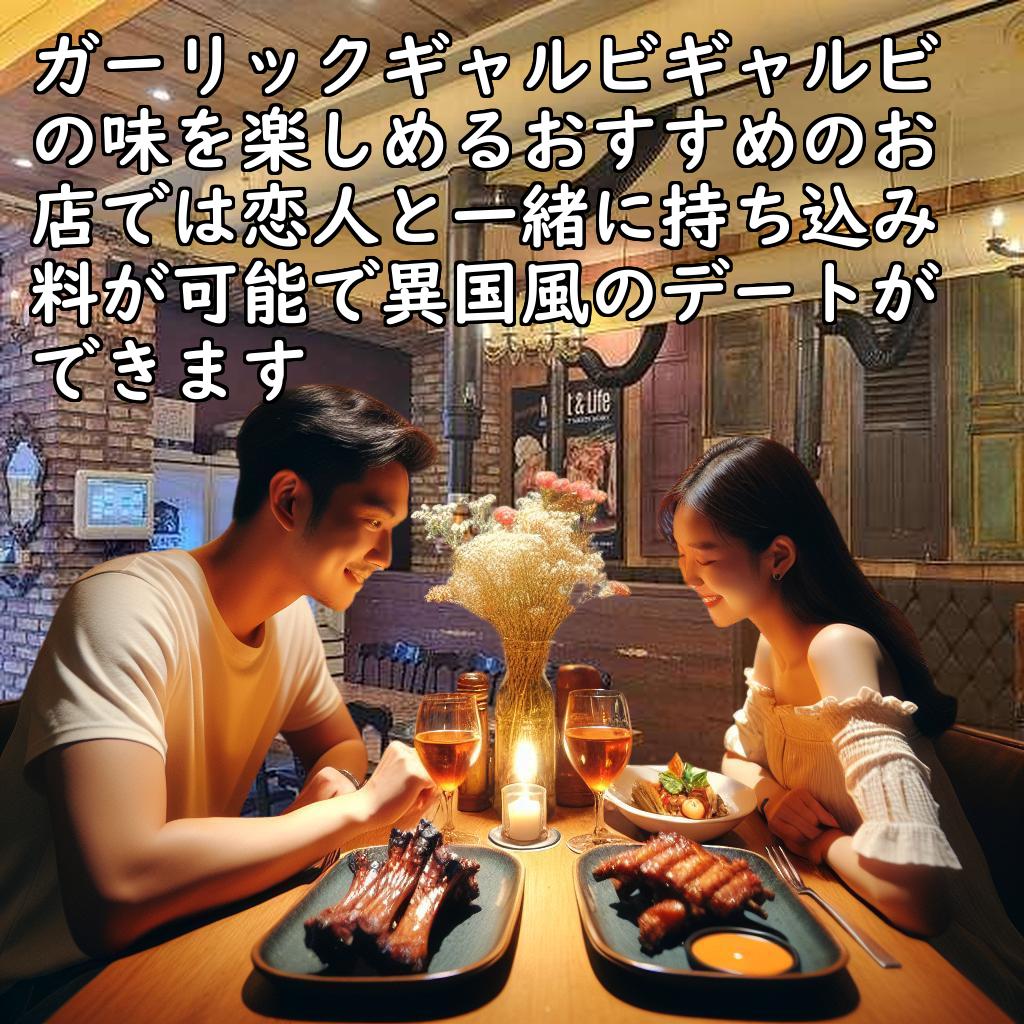 ガーリックギャルビギャルビ
の味を楽しめるおすすめのお
店では恋人と一緒に持ち込み
料が可能で異国風のデートが
できます
t & Life